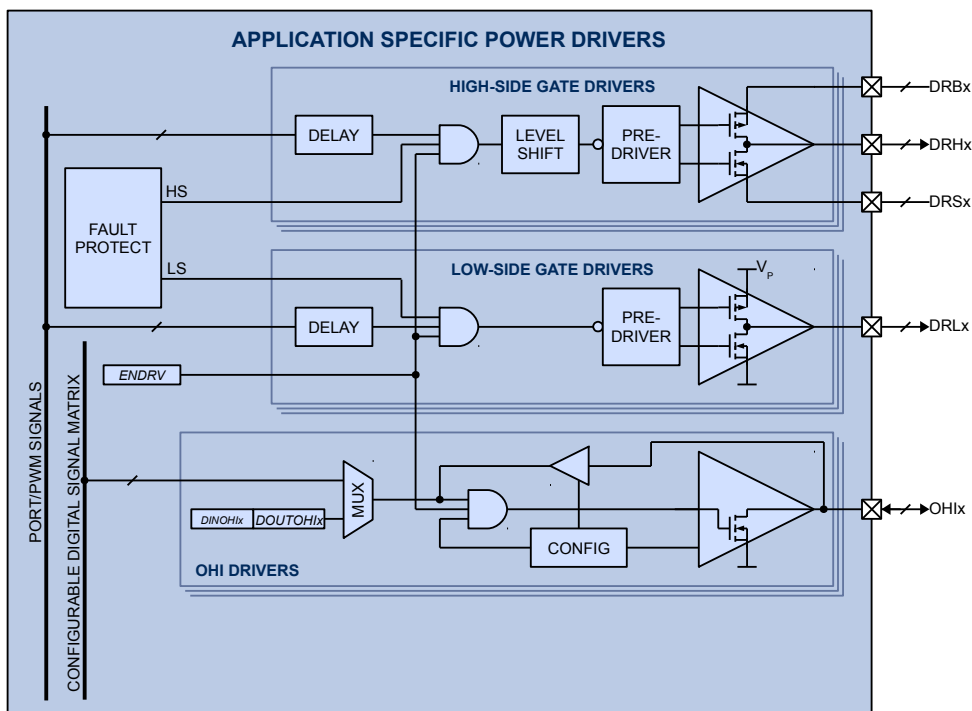 APPLICATION SPECIFIC POWER DRIVERS
HIGH-SIDE GATE DRIVERS
DRBx
DELAY
LEVEL
SHIFT
PRE-
DRIVER
DRHx
HS
DRSx
FAULT
PROTECT
LS
LOW-SIDE GATE DRIVERS
VP
DELAY
PRE-
DRIVER
DRLx
ENDRV
PORT/PWM SIGNALS
CONFIGURABLE DIGITAL SIGNAL MATRIX
MUX
DINOHIx
DOUTOHIx
CONFIG
OHIx
OHI DRIVERS